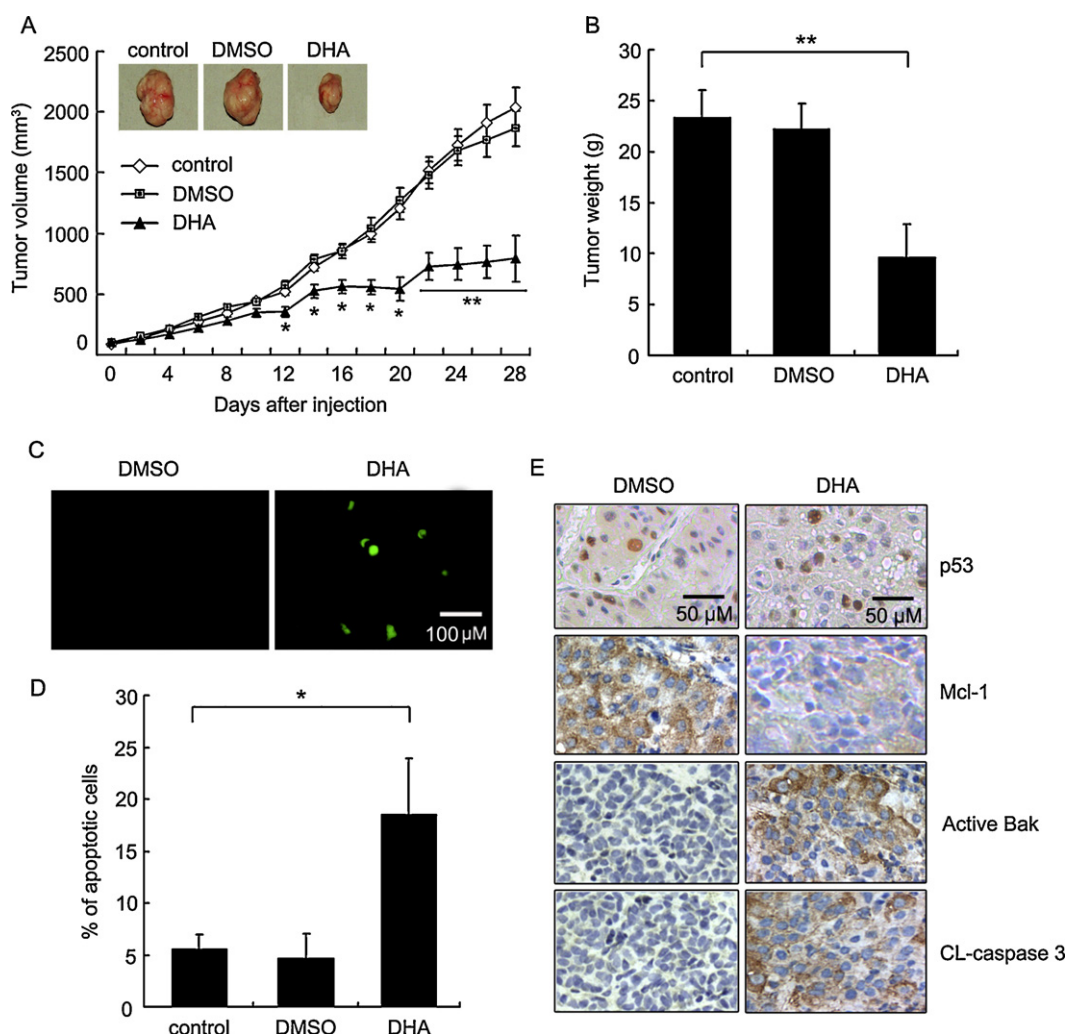 A
control DMSO DHA
Tumor volume (mm³)
2500
2000
1500
1000
500
0
control
DMSO
DHA
* * * * * **
0 4 8 12 16 20 24 28
Days after injection
B
Tumor weight (g)
30
25
20
15
10
5
0
**
control DMSO DHA
C
DMSO DHA
100 µM
D
% of apoptotic cells
30
25
20
15
10
5
0
*
control DMSO DHA
E
DMSO DHA
p53
50 µM 50 µM
Mcl-1
Active Bak
CL-caspase 3